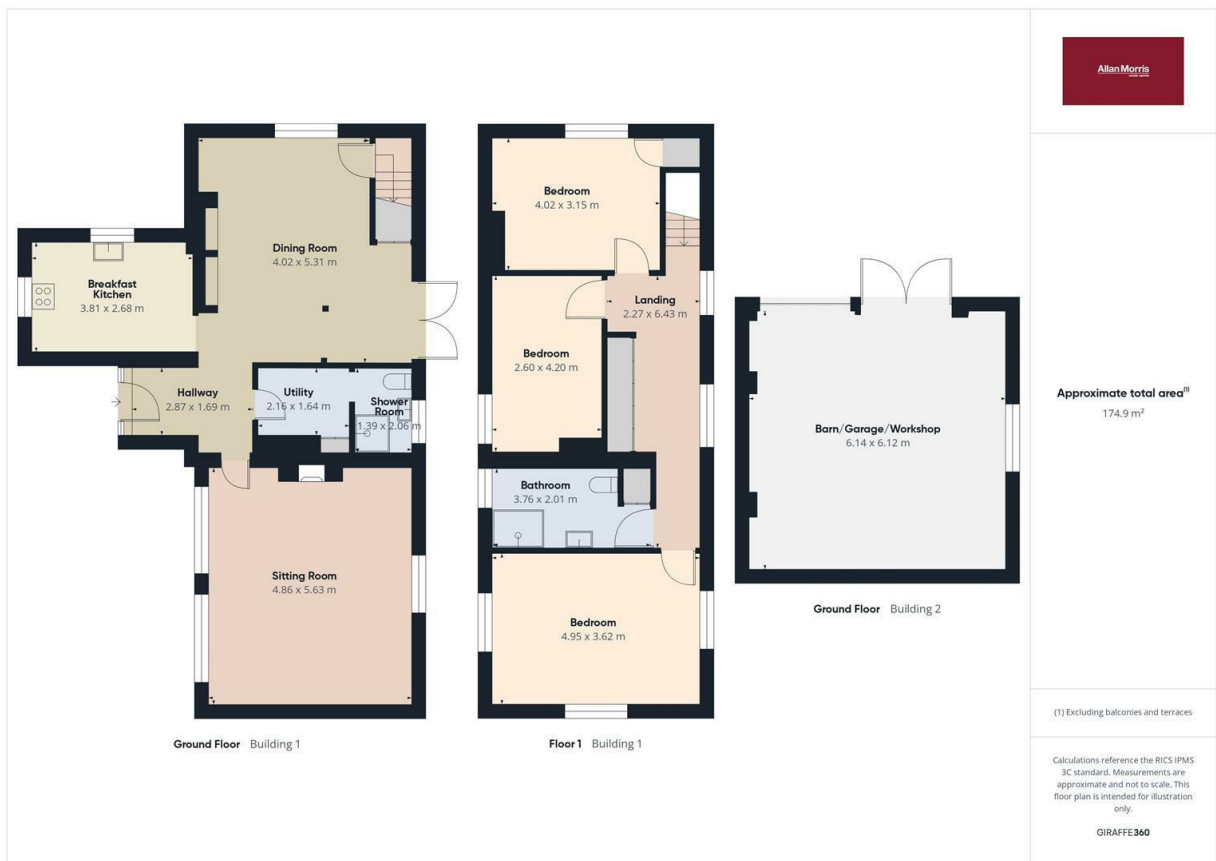 Allan Morris
Bedroom
4.02 x 3.15 m
Dining Room
4.02 x 5.31 m
Breakfast
Kitchen
3.81 x 2.68 m
Landing
2.27 x 6.43 m
Bedroom
2.60 x 4.20 m
Hallway
2.87 x 1.69 m
Utility
2.16 x 1.64 m
Shower
Room
1.39 x 2.06 m
Barn/Garage/Workshop
6.14 x 6.12 m
Bathroom
3.76 x 2.01 m
Sitting Room
4.86 x 5.63 m
Bedroom
4.95 x 3.62 m
Ground Floor Building 2
Ground Floor Building 1
Floor 1 Building 1
Approximate total area(1)
174.9 m²
(1) Excluding balconies and terraces
Calculations reference the RICS IPMS
3C standard. Measurements are
approximate and not to scale. This
floor plan is intended for illustration
only.
GIRAFFE360